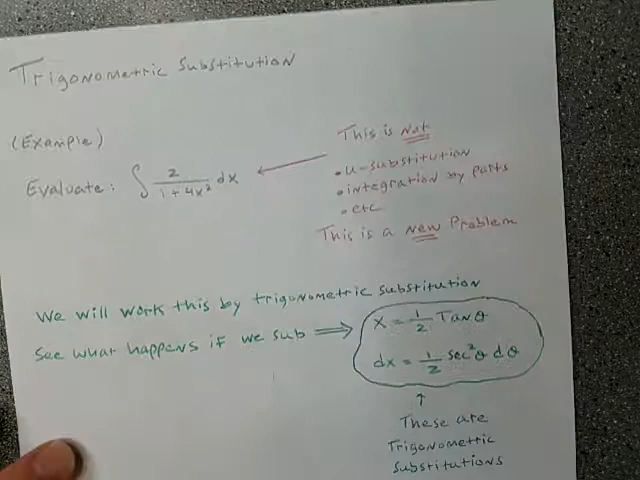 Trigonometric Substitution
(Example)
Evaluate: ∫ 2/(1+4x²) dx
This is Not
• u-substitution
• integration by parts
• etc
This is a new Problem
We will work this by trigonometric substitution
See what happens if we sub ⟹
x = 1/2 Tan θ
dx = 1/2 sec²θ dθ
↑
These are
Trigonometric
Substitutions